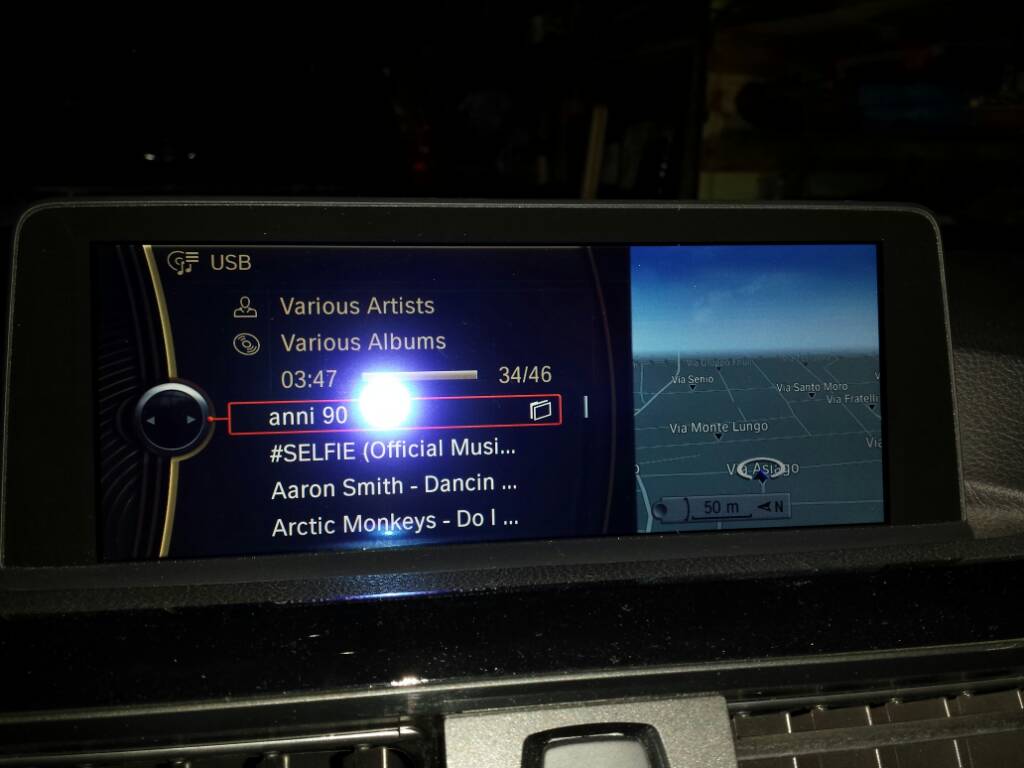 USB
Various Artists
Various Albums
03:47 34/46
anni 90
#SELFIE (Official Musi...
Aaron Smith - Dancin ...
Arctic Monkeys - Do I ...
Via Senio
Via Santo Moro
Via Fratelli
Via Monte Lungo
Via
Via Asiago
50 m N